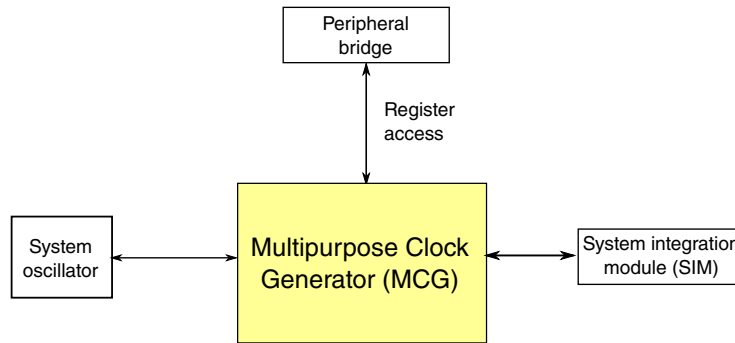 Peripheral
bridge
Register
access
System
oscillator
Multipurpose Clock
Generator (MCG)
System integration
module (SIM)